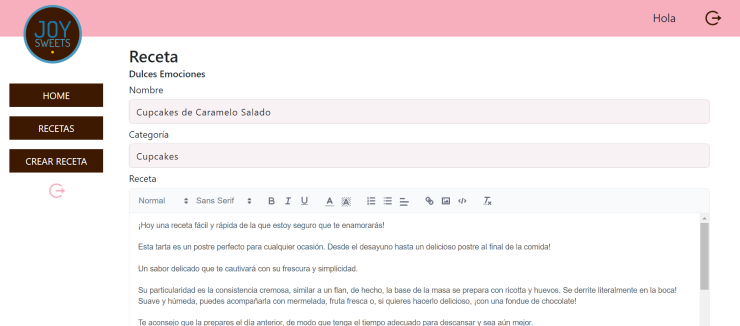 Hola
JOY
SWEETS
Receta
Dulces Emociones
HOME
RECETAS
CREAR RECETA
Nombre
Cupcakes de Caramelo Salado
Categoría
Cupcakes
Receta
Normal Sans Serif B I U A A
¡Hoy una receta fácil y rápida de la que estoy seguro que te enamorarás!
Esta tarta es un postre perfecto para cualquier ocasión. Desde el desayuno hasta un delicioso postre al final de la comida!
Un sabor delicado que te cautivará con su frescura y simplicidad.
Su particularidad es la consistencia cremosa, similar a un flan, de hecho, la base de la masa se prepara con ricotta y huevos. Se derrite literalmente en la boca!
Suave y húmeda, puedes acompañarla con mermelada, fruta fresca o, si quieres hacerlo delicioso, ¡con una fondue de chocolate!
Te aconsejo que la prepares el día anterior, de modo que tenga el tiempo adecuado para descansar y sea aún mejor.